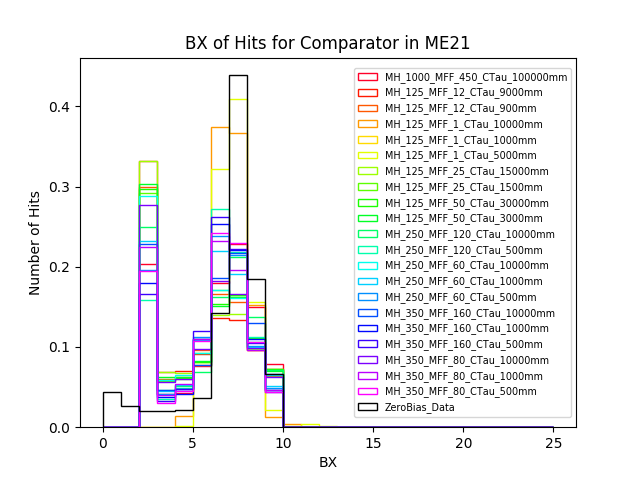 BX of Hits for Comparator in ME21
Number of Hits
0.4
0.3
0.2
0.1
0.0
0 5 10 15 20 25
BX
MH_1000_MFF_450_CTau_100000mm
MH_125_MFF_12_CTau_9000mm
MH_125_MFF_12_CTau_900mm
MH_125_MFF_1_CTau_10000mm
MH_125_MFF_1_CTau_1000mm
MH_125_MFF_1_CTau_5000mm
MH_125_MFF_25_CTau_15000mm
MH_125_MFF_25_CTau_1500mm
MH_125_MFF_50_CTau_30000mm
MH_125_MFF_50_CTau_3000mm
MH_250_MFF_120_CTau_10000mm
MH_250_MFF_120_CTau_500mm
MH_250_MFF_60_CTau_10000mm
MH_250_MFF_60_CTau_1000mm
MH_250_MFF_60_CTau_500mm
MH_350_MFF_160_CTau_10000mm
MH_350_MFF_160_CTau_1000mm
MH_350_MFF_160_CTau_500mm
MH_350_MFF_80_CTau_10000mm
MH_350_MFF_80_CTau_1000mm
MH_350_MFF_80_CTau_500mm
ZeroBias_Data